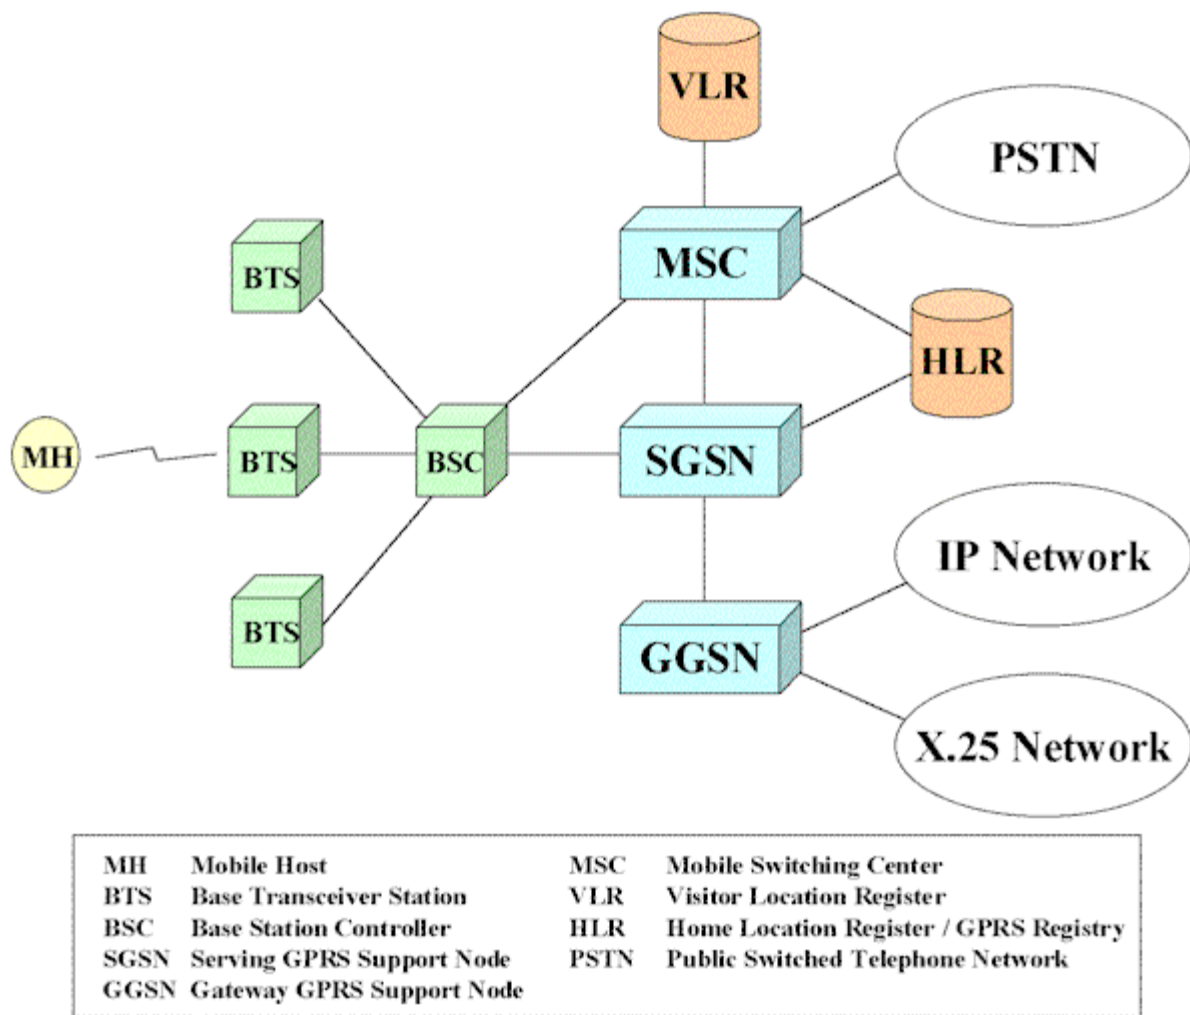 VLR
PSTN
MSC
BTS
HLR
MH
BTS
BSC
SGSN
IP Network
BTS
GGSN
X.25 Network
MH Mobile Host
BTS Base Transceiver Station
BSC Base Station Controller
SGSN Serving GPRS Support Node
GGSN Gateway GPRS Support Node
MSC Mobile Switching Center
VLR Visitor Location Register
HLR Home Location Register / GPRS Registry
PSTN Public Switched Telephone Network